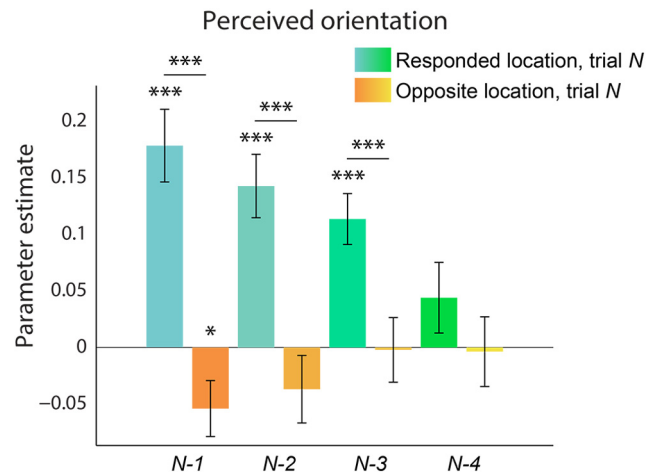 Perceived orientation
Responded location, trial N
Opposite location, trial N
Parameter estimate
0.2
0.15
0.1
0.05
0
−0.05
***
***
***
***
***
***
*
N-1
N-2
N-3
N-4